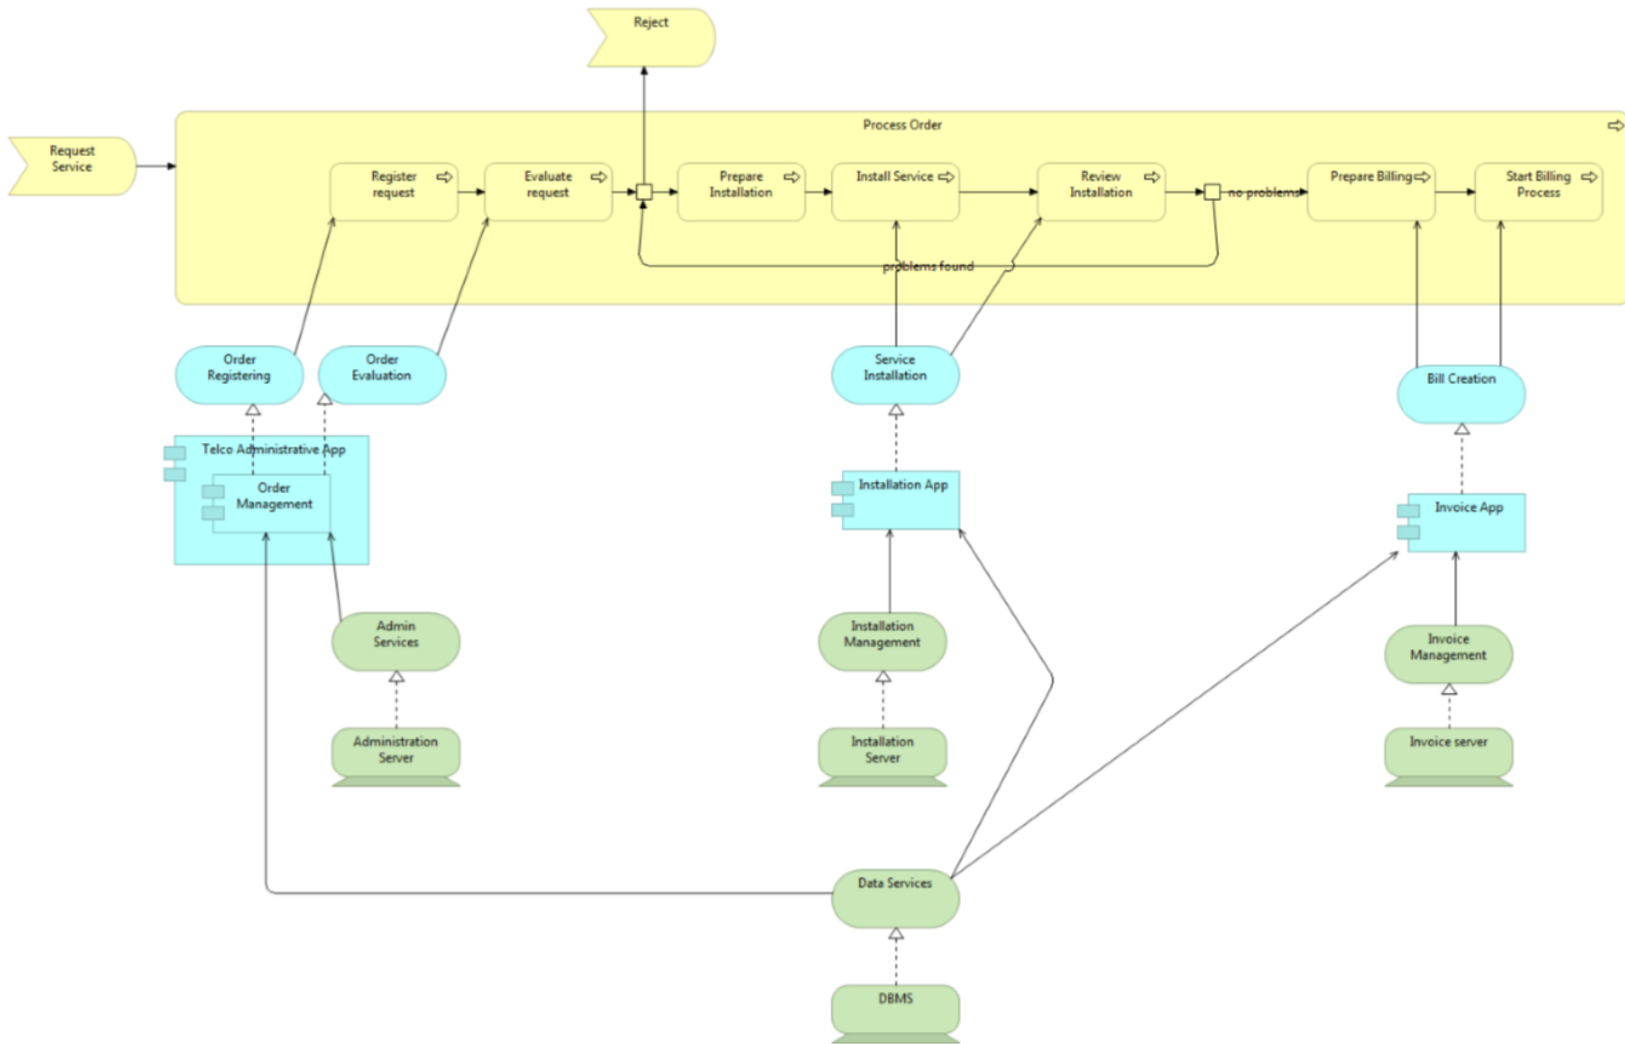 Reject
Process Order
Request
Service
Register
request
Evaluate
request
Prepare
Installation
Install Service
Review
Installation
no problems
Prepare Billing
Start Billing
Process
problems found
Order
Registering
Order
Evaluation
Service
Installation
Bill Creation
Telco Administrative App
Order
Management
Installation App
Invoice App
Admin
Services
Installation
Management
Invoice
Management
Administration
Server
Installation
Server
Invoice server
Data Services
DBMS